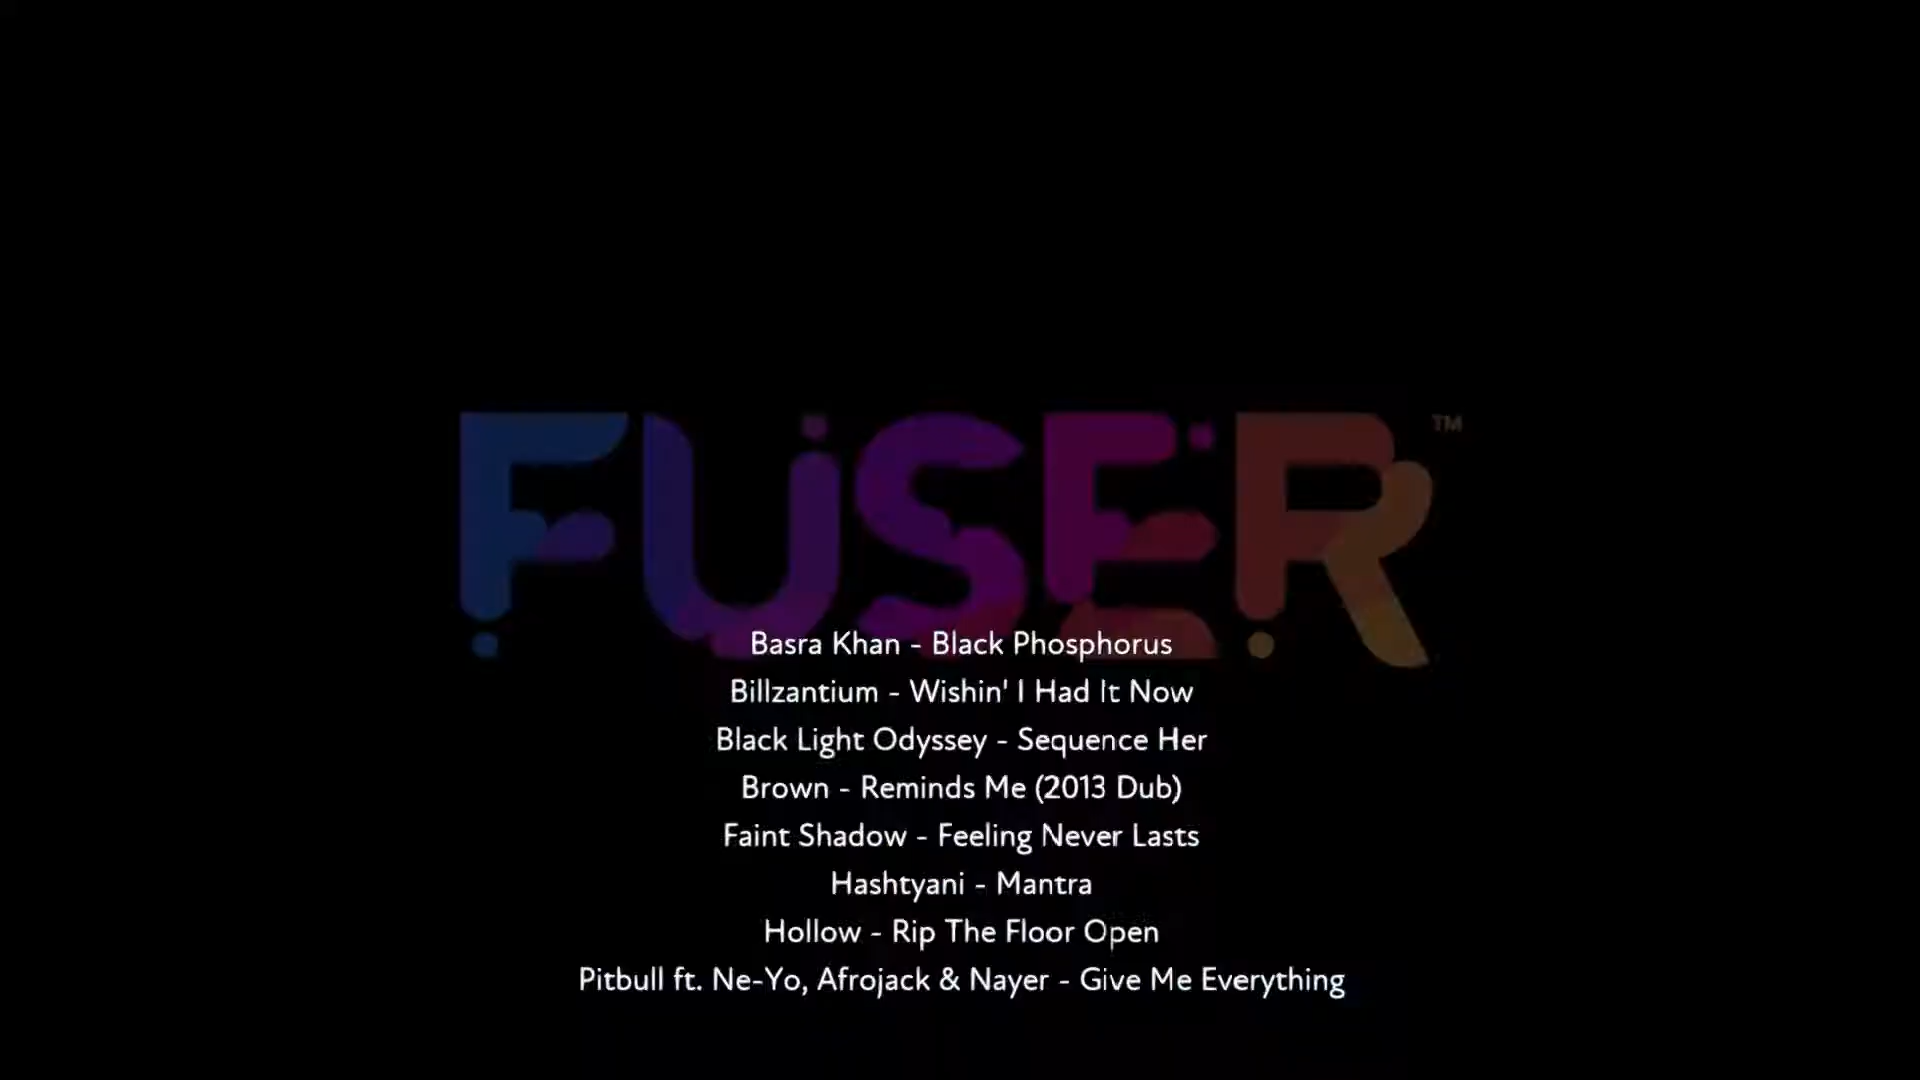 FUSER™
Basra Khan - Black Phosphorus
Billzantium - Wishin' I Had It Now
Black Light Odyssey - Sequence Her
Brown - Reminds Me (2013 Dub)
Faint Shadow - Feeling Never Lasts
Hashtyani - Mantra
Hollow - Rip The Floor Open
Pitbull ft. Ne-Yo, Afrojack & Nayer - Give Me Everything